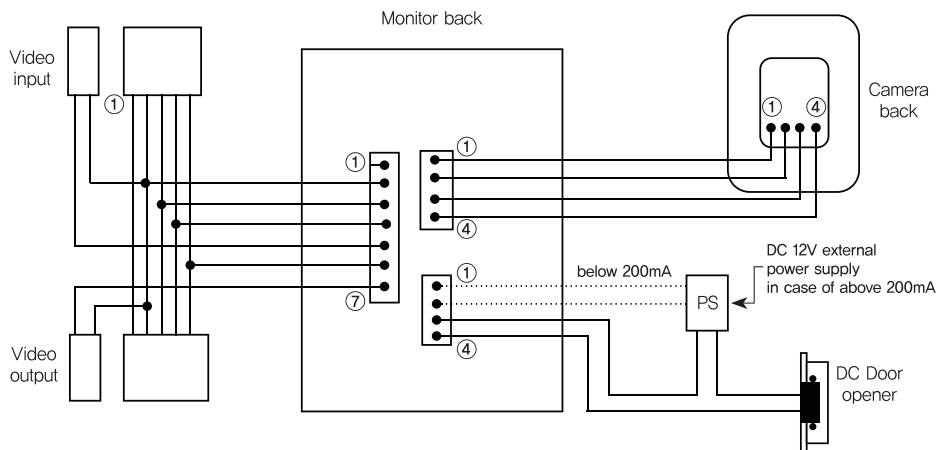 Monitor back
Video
input
①
Camera
back
①
④
①
①
④
⑦
①
④
below 200mA
DC 12V external
power supply
in case of above 200mA
PS
Video
output
DC Door
opener